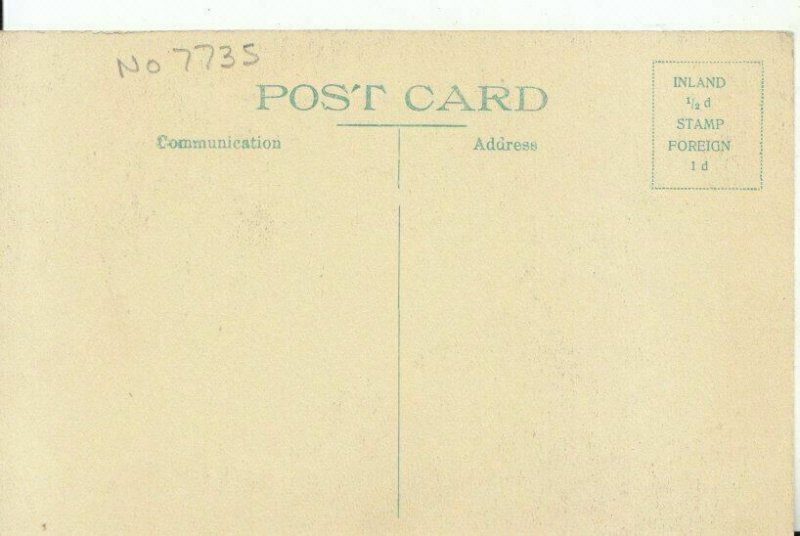 No 7735
POST CARD
Communication
Address
INLAND
½ d
STAMP
FOREIGN
1 d